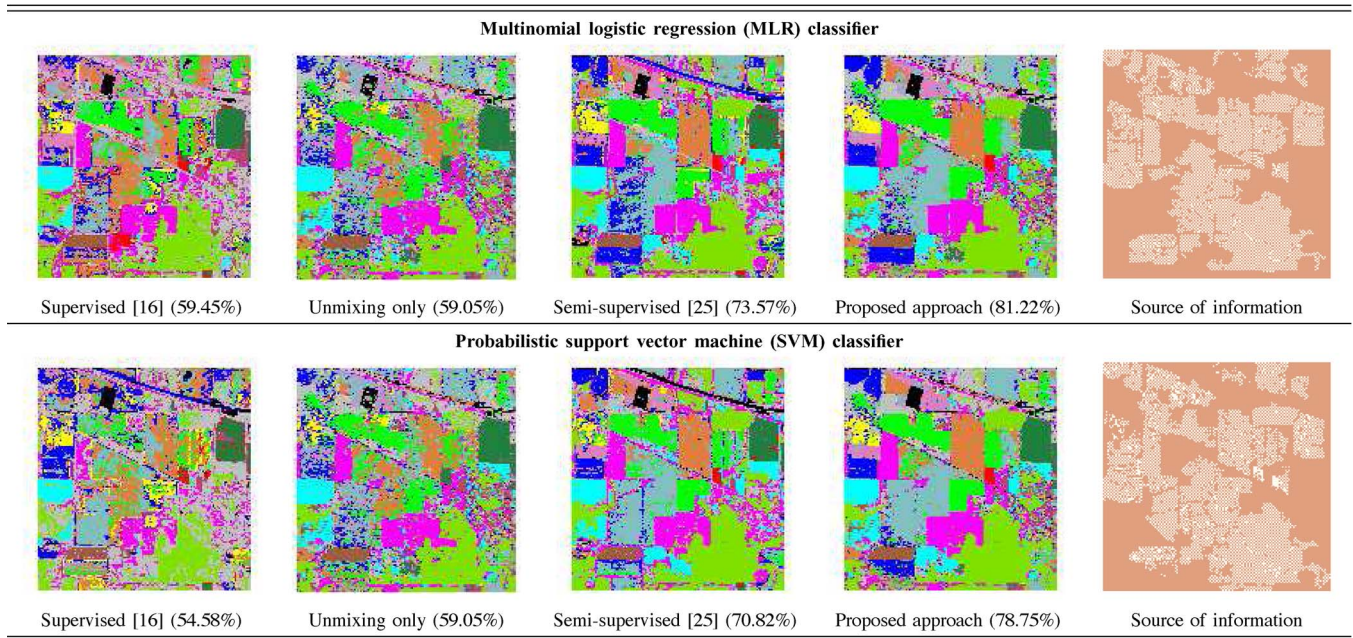 Multinomial logistic regression (MLR) classifier
Supervised [16] (59.45%)
Unmixing only (59.05%)
Semi-supervised [25] (73.57%)
Proposed approach (81.22%)
Source of information
Probabilistic support vector machine (SVM) classifier
Supervised [16] (54.58%)
Unmixing only (59.05%)
Semi-supervised [25] (70.82%)
Proposed approach (78.75%)
Source of information